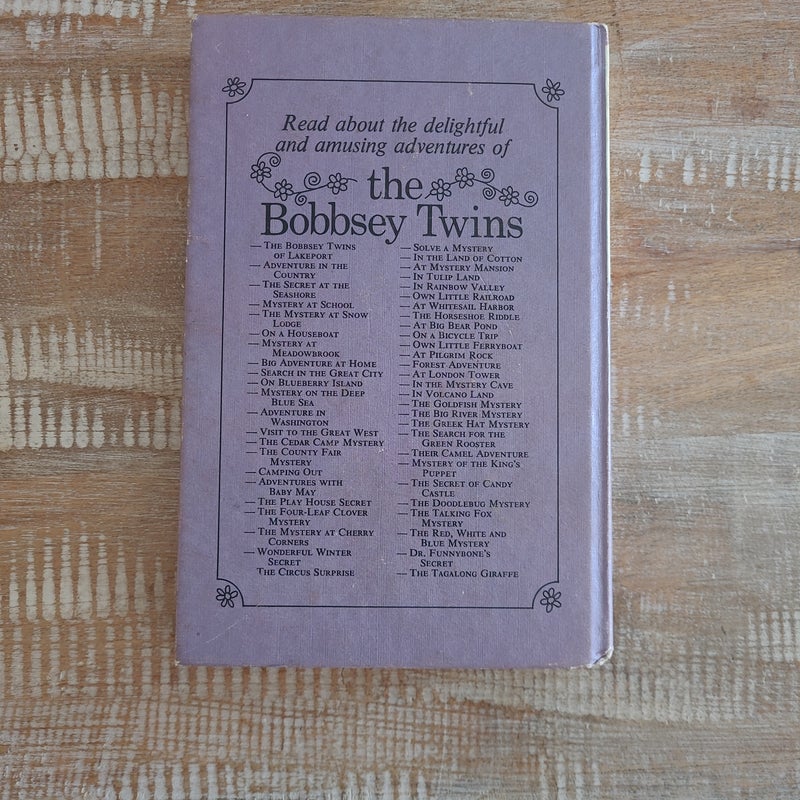 Read about the delightful
and amusing adventures of
the
Bobbsey Twins
— The Bobbsey Twins
of Lakeport
— Adventure in the
Country
— The Secret at the
Seashore
— Mystery at School
— The Mystery at Snow
Lodge
— On a Houseboat
— Mystery at
Meadowbrook
— Big Adventure at Home
— Search in the Great City
— On Blueberry Island
— Mystery on the Deep
Blue Sea
— Adventure in
Washington
— Visit to the Great West
— The Cedar Camp Mystery
— The County Fair
Mystery
— Camping Out
— Adventures with
Baby May
— The Play House Secret
— The Four-Leaf Clover
Mystery
— The Mystery at Cherry
Corners
— Wonderful Winter
Secret
The Circus Surprise
— Solve a Mystery
— In the Land of Cotton
— At Mystery Mansion
— In Tulip Land
— In Rainbow Valley
— Own Little Railroad
— At Whitesail Harbor
— The Horseshoe Riddle
— At Big Bear Pond
— On a Bicycle Trip
— Own Little Ferryboat
— At Pilgrim Rock
— Forest Adventure
— At London Tower
— In the Mystery Cave
— In Volcano Land
— The Goldfish Mystery
— The Big River Mystery
— The Greek Hat Mystery
— The Search for the
Green Rooster
— Their Camel Adventure
— Mystery of the King's
Puppet
— The Secret of Candy
Castle
— The Doodlebug Mystery
— The Talking Fox
Mystery
— The Red, White and
Blue Mystery
— Dr. Funnybone's
Secret
— The Tagalong Giraffe